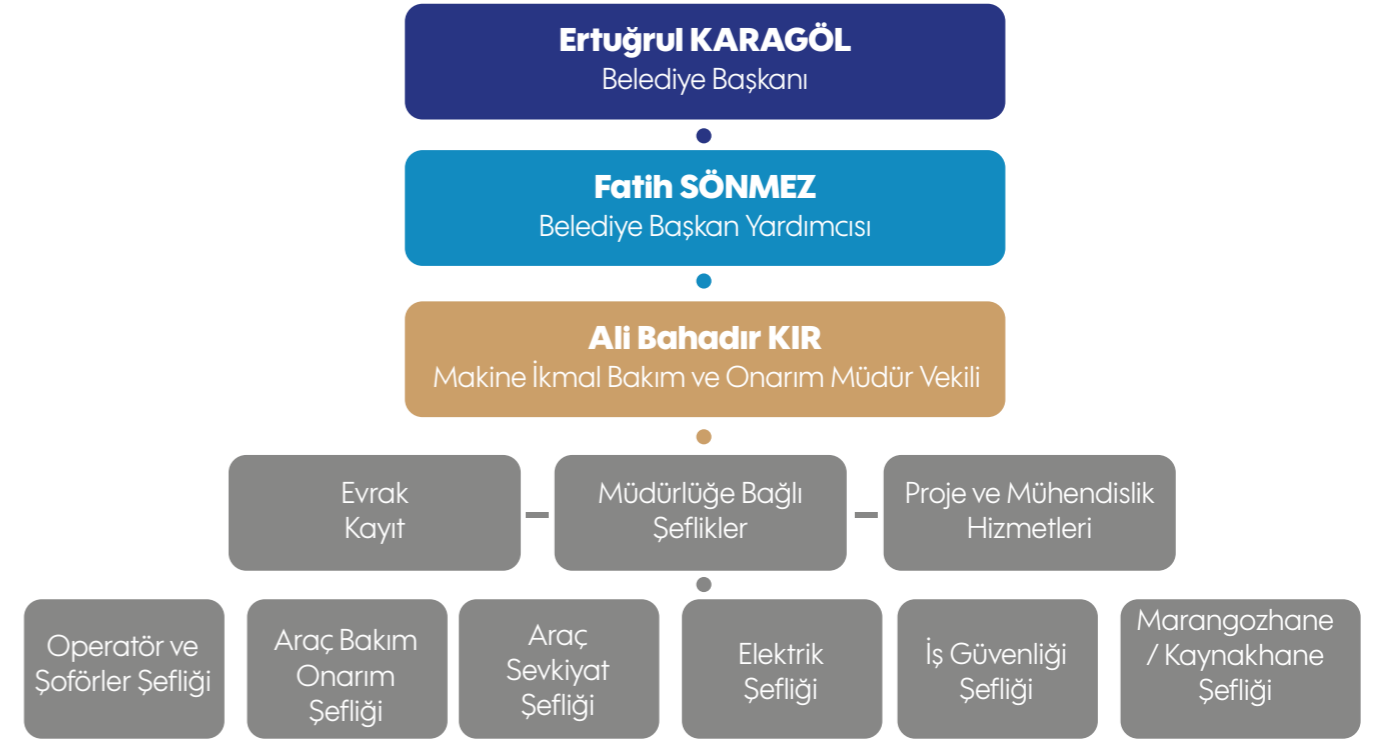 Ertuğrul KARAGÖL
Belediye Başkanı
Fatih SÖNMEZ
Belediye Başkan Yardımcısı
Ali Bahadır KIR
Makine İkmal Bakım ve Onarım Müdür Vekili
Evrak
Kayıt
Müdürlüğe Bağlı
Şeflikler
Proje ve Mühendislik
Hizmetleri
Operatör ve
Şoförler Şefliği
Araç Bakım
Onarım
Şefliği
Araç
Sevkiyat
Şefliği
Elektrik
Şefliği
İş Güvenliği
Şefliği
Marangozhane
/ Kaynakhane
Şefliği